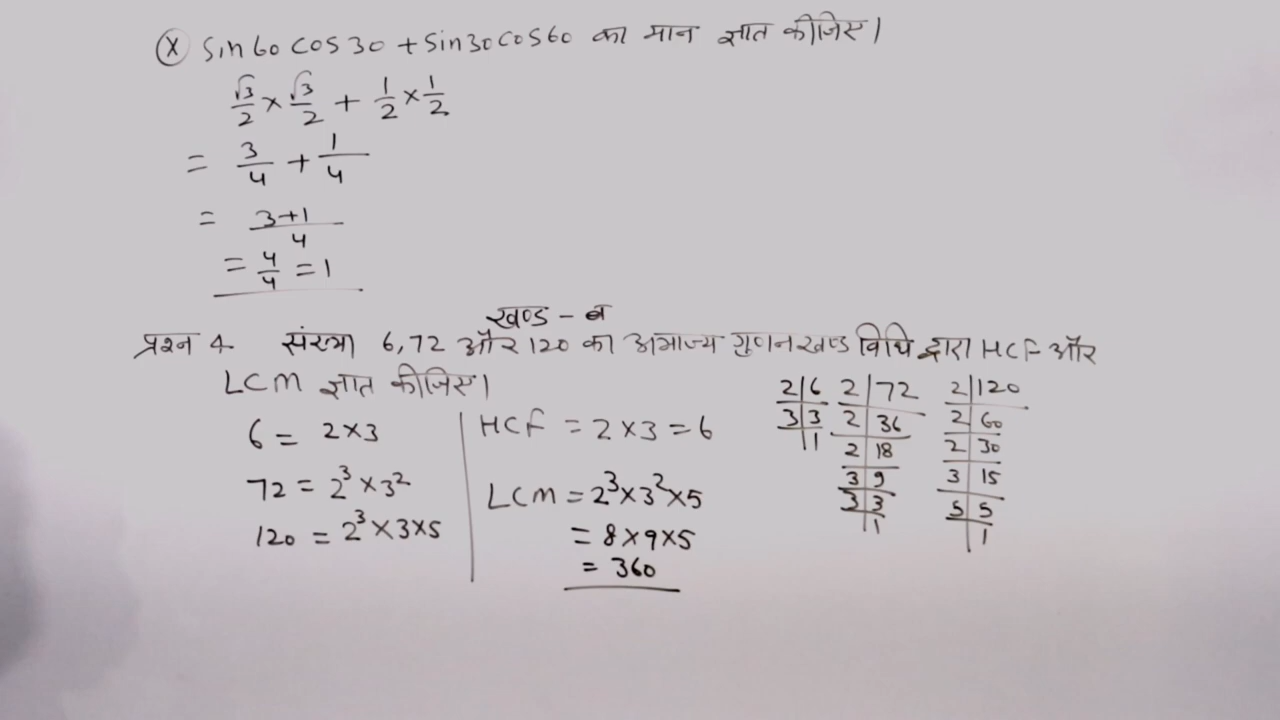 (x) sin60 cos30 + sin30 cos60 का मान ज्ञात कीजिए।
√3/2 × √3/2 + 1/2 × 1/2
= 3/4 + 1/4
= 3+1/4
= 4/4 = 1
खण्ड - ब
प्रश्न 4. संख्या 6,72 और 120 का अभाज्य गुणनखण्ड विधि द्वारा HCF और
LCM ज्ञात कीजिए।
6 = 2×3
72 = 2³×3²
120 = 2³×3×5
HCF = 2×3 = 6
LCM = 2³×3²×5
= 8×9×5
= 360
2|6
3|3
|1
2|72
2|36
2|18
3|9
3|3
|1
2|120
2|60
2|30
3|15
5|5
|1